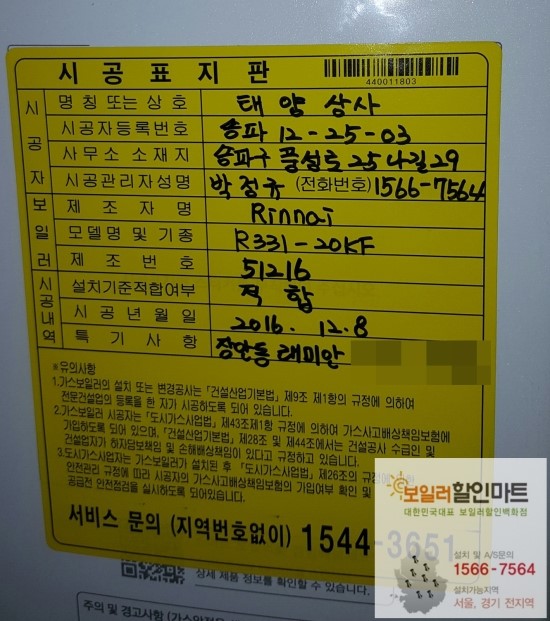 시공표지판
440011803
시공자
명칭 또는 상호 태양상사
시공자등록번호 송파 12-25-03
사무소 소재지 송파구 풍성로 25 나길 29
시공관리자성명 박정규 (전화번호) 1566-7564
보일러
제조자명 Rinnai
모델명 및 기종 R331-20KF
제조번호 51216
시공내역
설치기준적합여부 적합
시공년월일 2016. 12. 8
특기사항 장안동 래미안
※유의사항
1.가스보일러의 설치 또는 변경공사는 「건설산업기본법」 제9조 제1항의 규정에 의하여
전문건설업의 등록을 한 자가 시공하도록 되어 있습니다.
2.가스보일러 시공자는 「도시가스사업법」 제43조제1항 규정에 의하여 가스사고배상책임보험에
가입하도록 되어 있으며, 「건설산업기본법」 제28조 및 제44조에서는 건설공사 수급인 및
건설업자가 하자담보책임 및 손해배상책임이 있다고 규정하고 있습니다.
3.도시가스사업자는 가스보일러가 설치된 후 「도시가스사업법」 제26조의 규정에
안전관리 규정에 따라 시공자의 가스사고배상책임보험의 가입여부 확인 및
공급전 안전점검을 실시하도록 되어있습니다.
서비스 문의 (지역번호없이) 1544-3651
상세 제품 정보를 확인할 수 있습니다.
주의 및 경고사항
보일러할인마트
대한민국대표 보일러할인백화점
설치 및 A/S문의
1566-7564
설치가능지역
서울, 경기 전지역